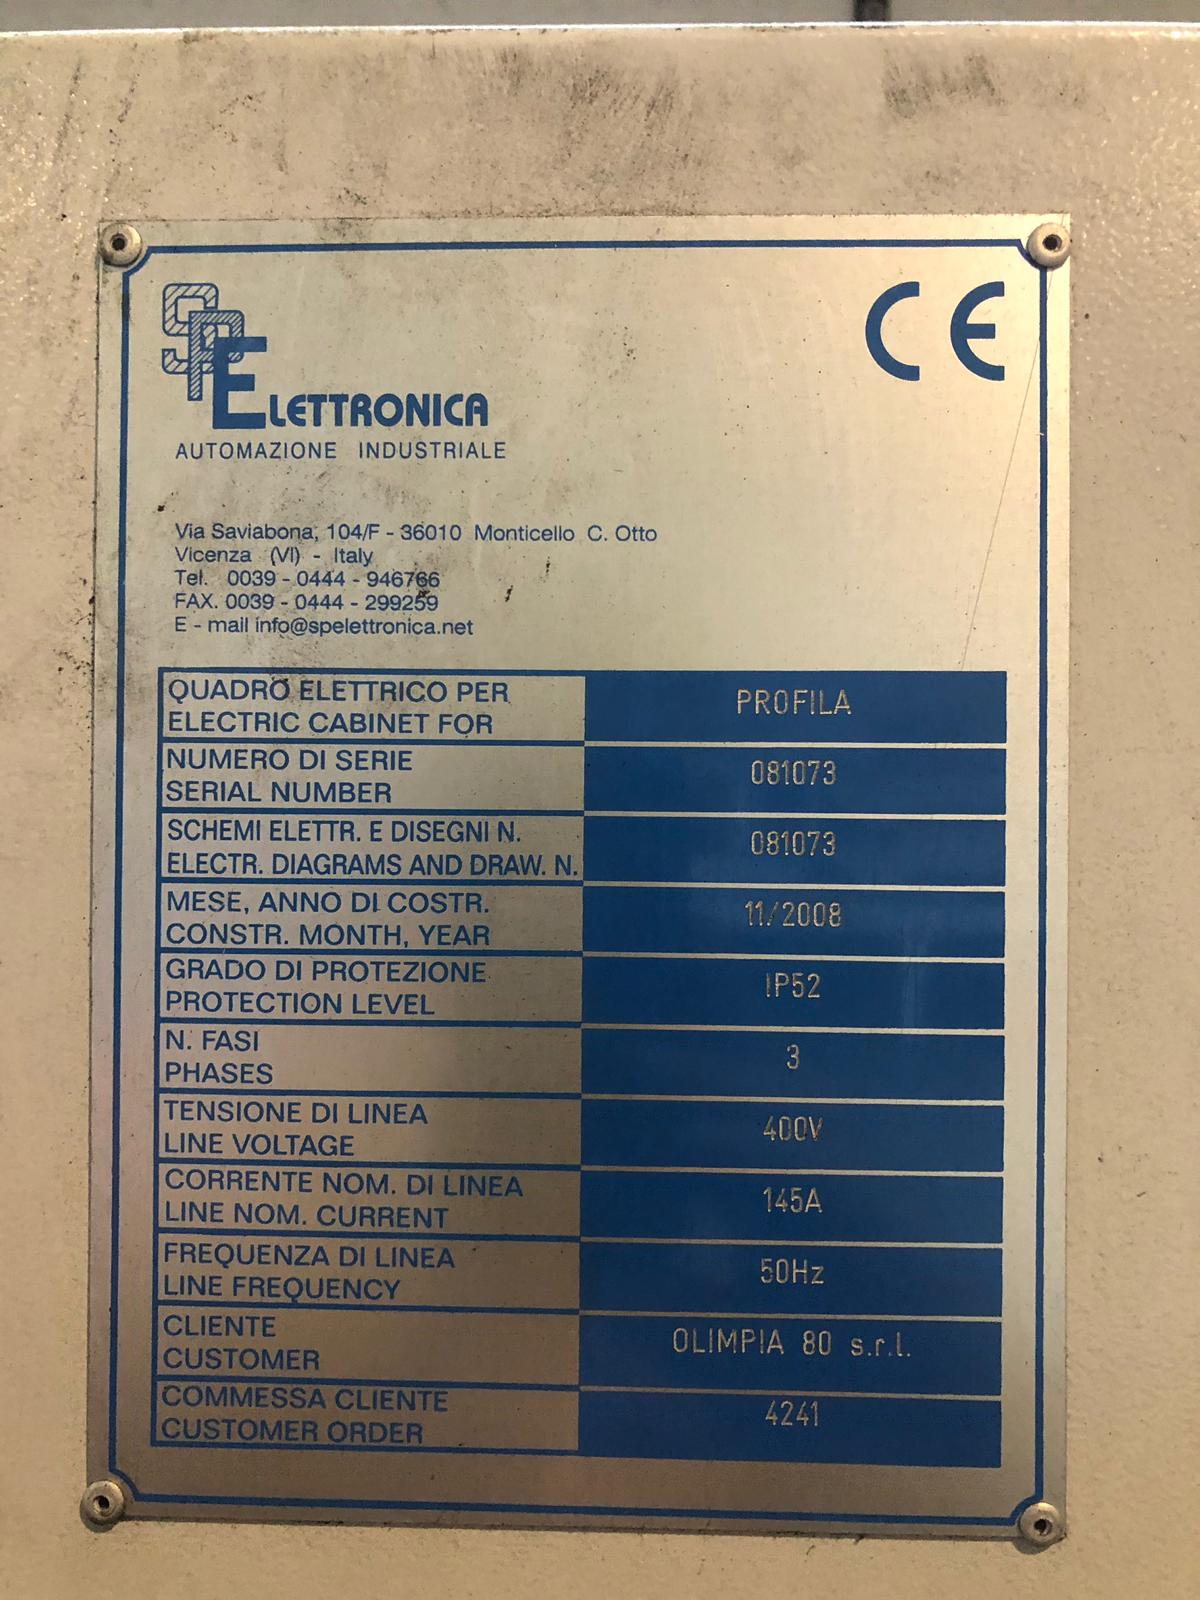 SP ELETTRONICA
CE
AUTOMAZIONE INDUSTRIALE
Via Saviabona, 104/F - 36010 Monticello C. Otto
Vicenza (VI) - Italy
Tel. 0039 - 0444 - 946766
FAX. 0039 - 0444 - 299259
E - mail info@spelettronica.net
QUADRO ELETTRICO PER
ELECTRIC CABINET FOR
PROFILA
NUMERO DI SERIE
SERIAL NUMBER
081073
SCHEMI ELETTR. E DISEGNI N.
ELECTR. DIAGRAMS AND DRAW. N.
081073
MESE, ANNO DI COSTR.
CONSTR. MONTH, YEAR
11/2008
GRADO DI PROTEZIONE
PROTECTION LEVEL
IP52
N. FASI
PHASES
3
TENSIONE DI LINEA
LINE VOLTAGE
400V
CORRENTE NOM. DI LINEA
LINE NOM. CURRENT
145A
FREQUENZA DI LINEA
LINE FREQUENCY
50Hz
CLIENTE
CUSTOMER
OLIMPIA 80 s.r.l.
COMMESSA CLIENTE
CUSTOMER ORDER
4241